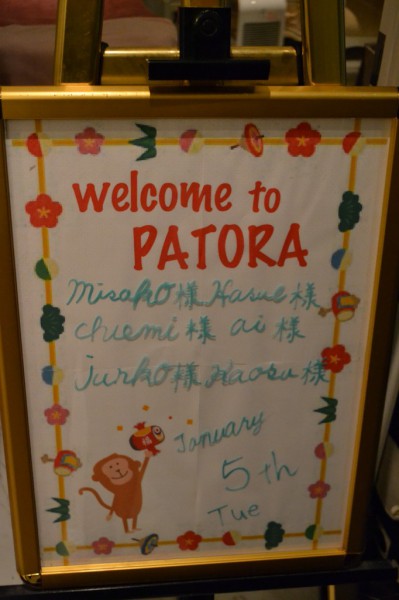 welcome to
PATORA
Misako様 Harue様
chiemi様 ai様
Junko様 Kaoru様
January
5th
Tue